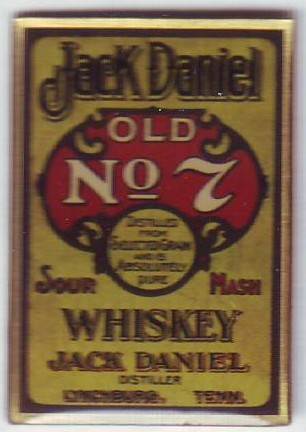 Jack Daniel
OLD
No 7
DISTILLED
FROM
SELECTED GRAIN
AND IS
ABSOLUTELY
PURE
SOUR MASH
WHISKEY
JACK DANIEL
DISTILLER
LYNCHBURG, TENN.